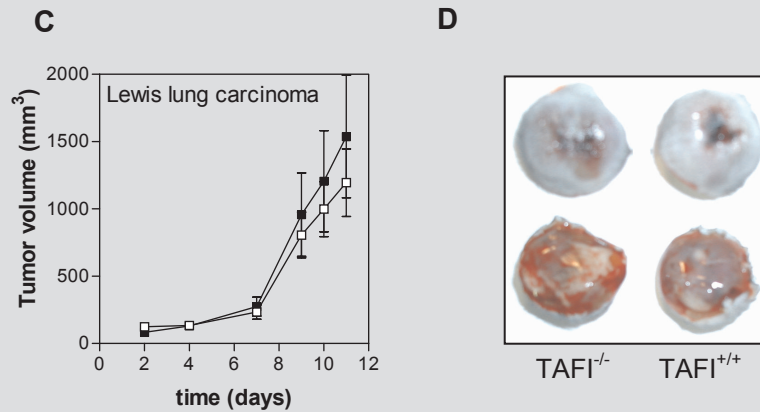 C
D
2000
1500
1000
500
0
Tumor volume (mm³)
Lewis lung carcinoma
0 2 4 6 8 10 12
time (days)
TAFI⁻/⁻ TAFI⁺/⁺